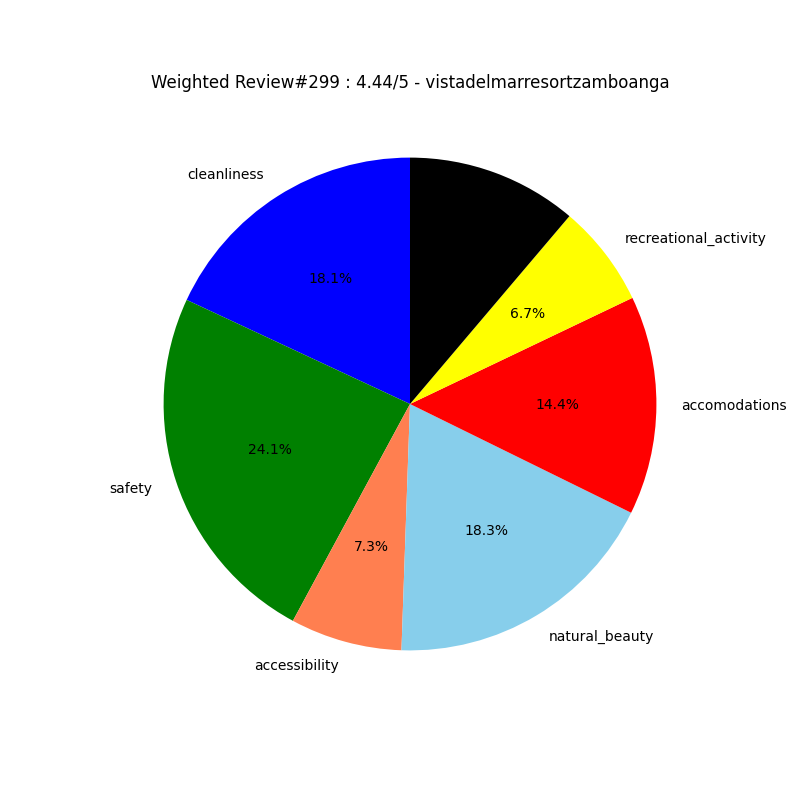 Weighted Review#299 : 4.44/5 - vistadelmarresortzamboanga
cleanliness
recreational_activity
18.1%
6.7%
accomodations
14.4%
24.1%
safety
18.3%
7.3%
natural_beauty
accessibility